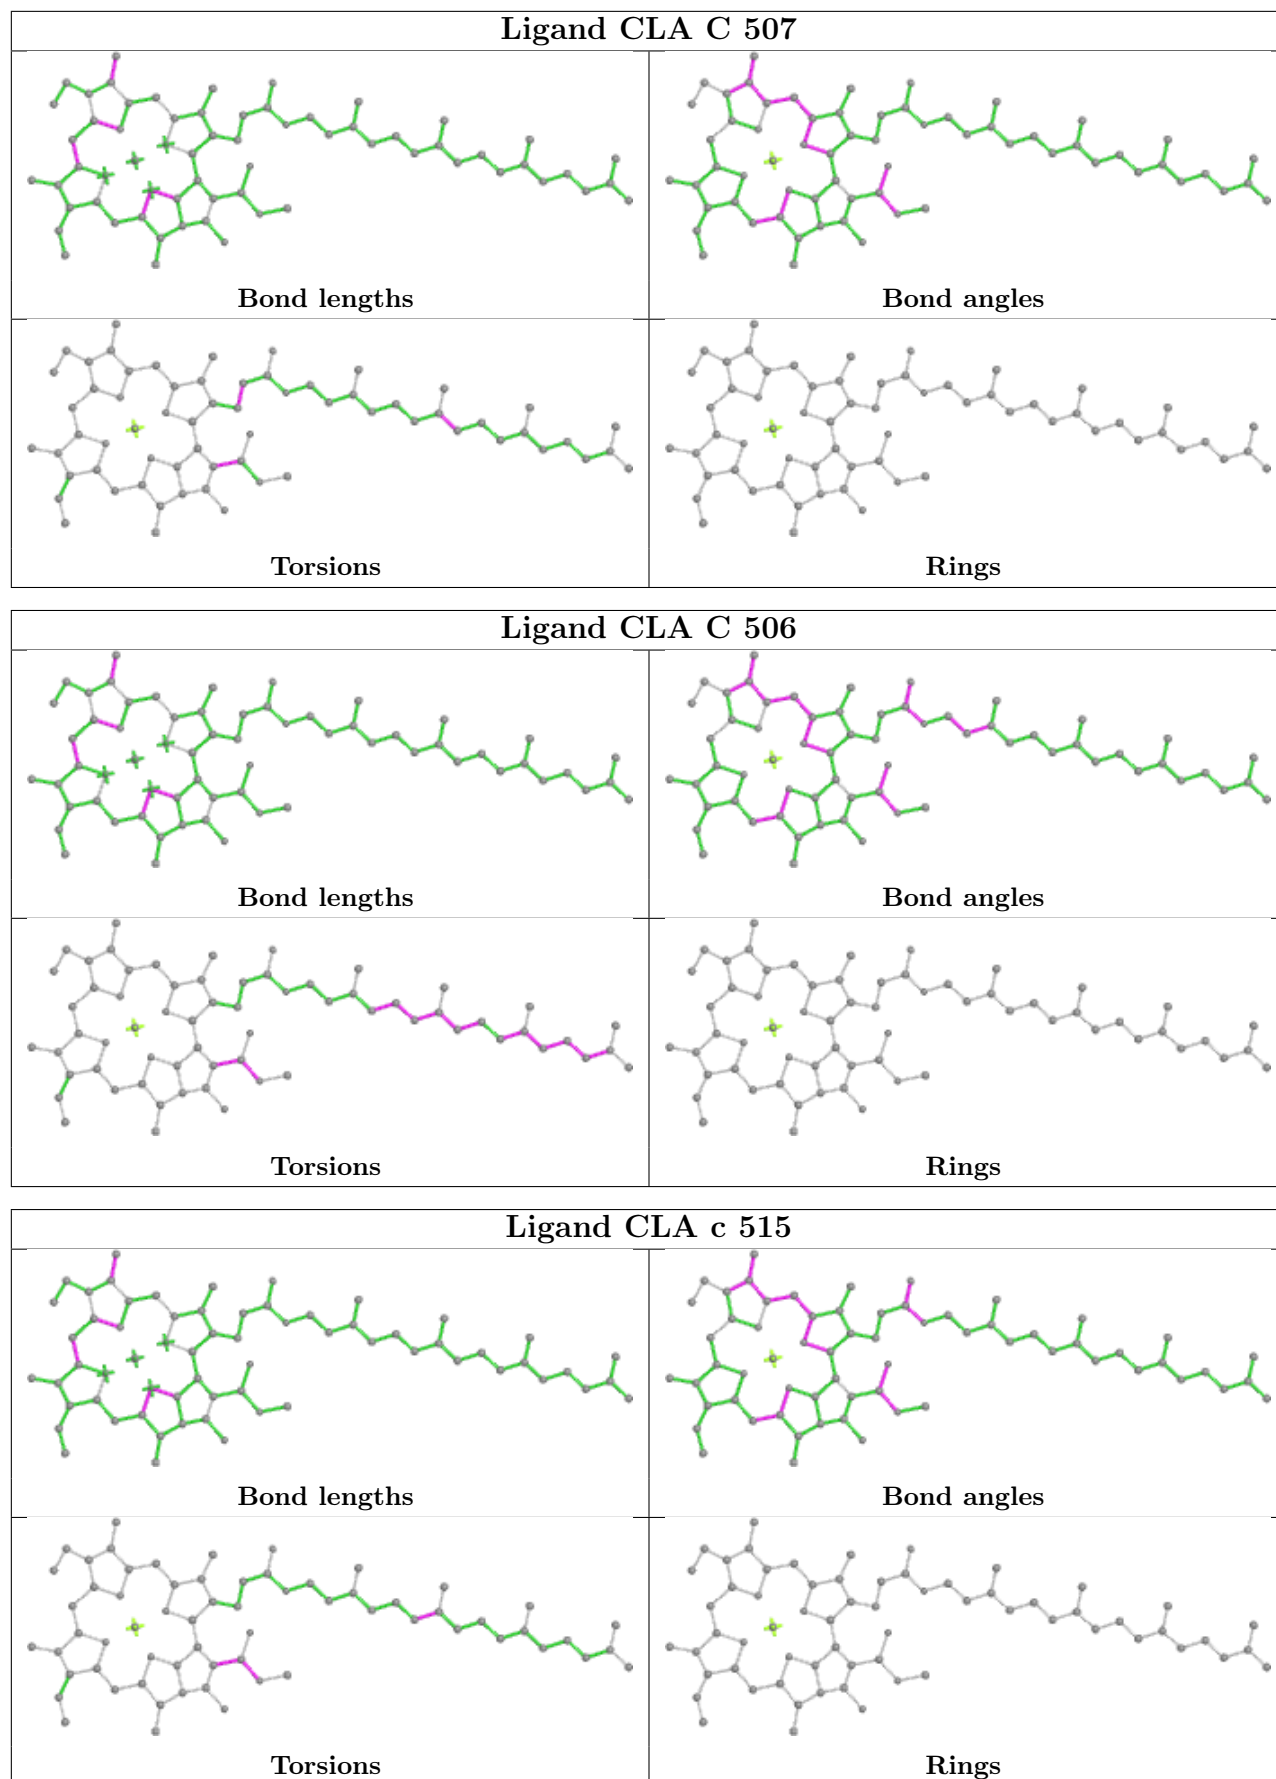 Ligand CLA C 507
Bond lengths
Bond angles
Torsions
Rings
Ligand CLA C 506
Bond lengths
Bond angles
Torsions
Rings
Ligand CLA c 515
Bond lengths
Bond angles
Torsions
Rings